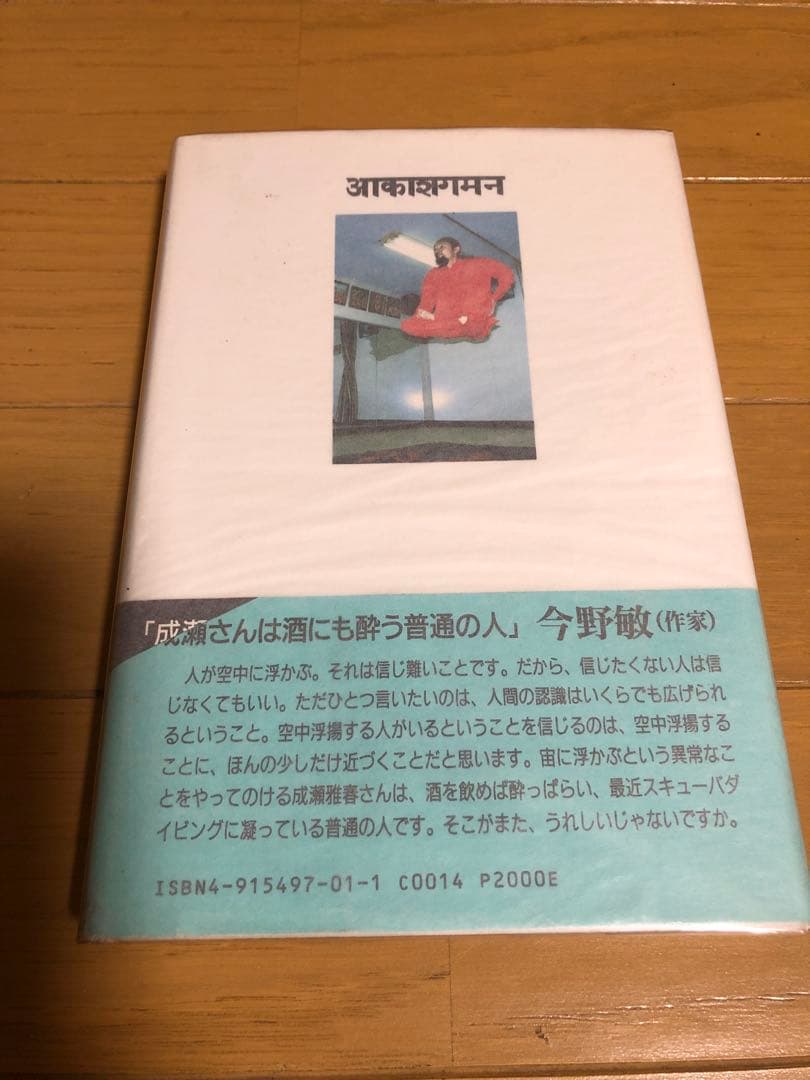 आकाशगमन
「成瀬さんは酒にも酔う普通の人」 今野敏(作家)
人が空中に浮かぶ。それは信じ難いことです。だから、信じたくない人は信
じなくてもいい。ただひとつ言いたいのは、人間の認識はいくらでも広げられ
るということ。空中浮揚する人がいるということを信じるのは、空中浮揚する
ことに、ほんの少しだけ近づくことだと思います。宙に浮かぶという異常なこ
とをやってのける成瀬雅春さんは、酒を飲めば酔っぱらい、最近スキューバダ
イビングに凝っている普通の人です。そこがまた、うれしいじゃないですか。
ISBN4-915497-01-1 C0014 P2000E